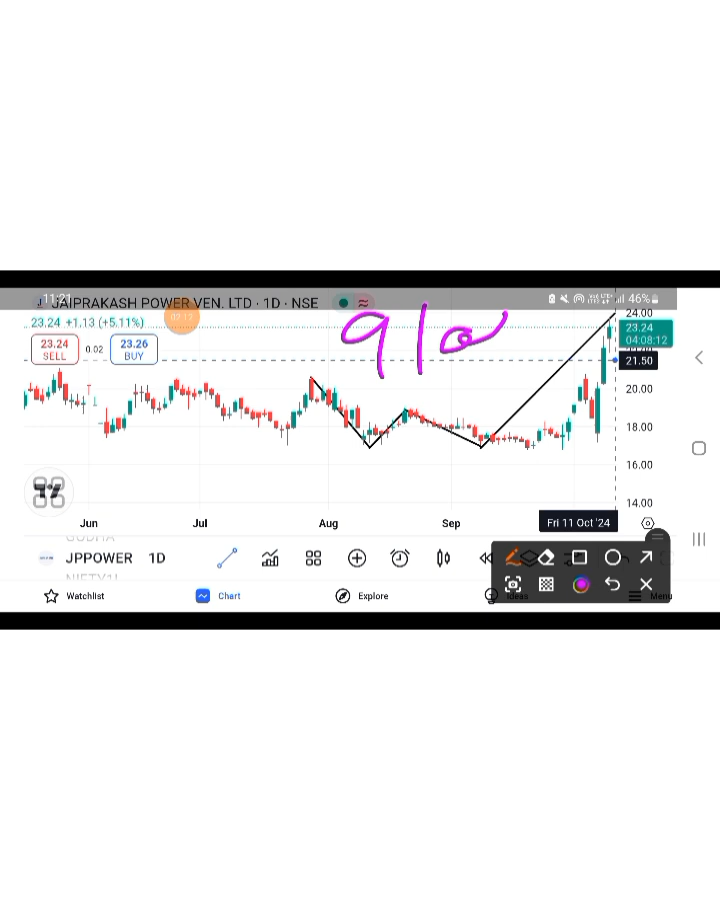 11:21
JAIPRAKASH POWER VEN. LTD · 1D · NSE
46%
23.24 +1.13 (+5.11%)
23.24 SELL
0.02
23.26 BUY
24.00
23.24
04:08:12
21.50
20.00
18.00
16.00
14.00
Jun Jul Aug Sep Fri 11 Oct '24
JPPOWER 1D
Watchlist Chart Explore Ideas Menu